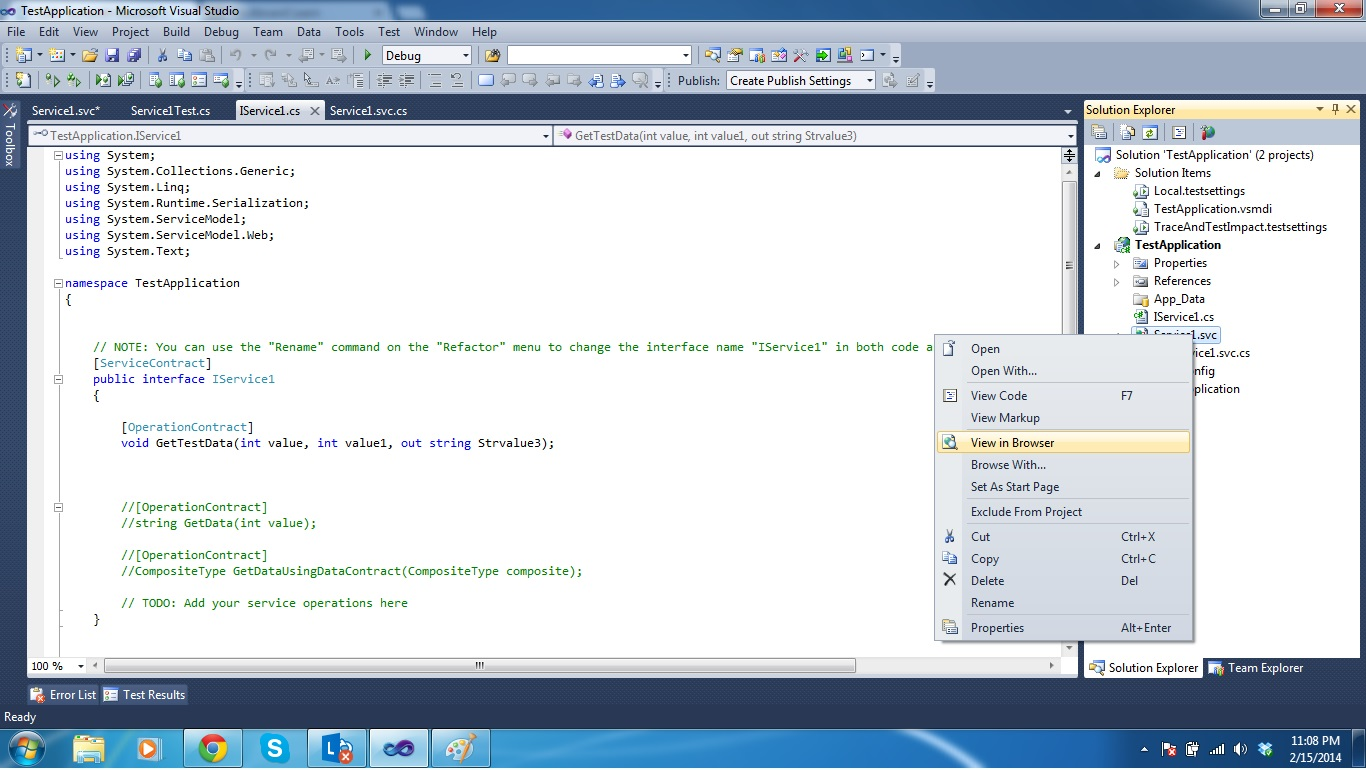 TestApplication - Microsoft Visual Studio
File Edit View Project Build Debug Team Data Tools Test Window Help
Debug
Publish: Create Publish Settings
Service1.svc* Service1Test.cs IService1.cs Service1.svc.cs
Toolbox
TestApplication.IService1 GetTestData(int value, int value1, out string Strvalue3)
using System;
using System.Collections.Generic;
using System.Linq;
using System.Runtime.Serialization;
using System.ServiceModel;
using System.ServiceModel.Web;
using System.Text;
namespace TestApplication
{
// NOTE: You can use the "Rename" command on the "Refactor" menu to change the interface name "IService1" in both code a
[ServiceContract]
public interface IService1
{
[OperationContract]
void GetTestData(int value, int value1, out string Strvalue3);
//[OperationContract]
//string GetData(int value);
//[OperationContract]
//CompositeType GetDataUsingDataContract(CompositeType composite);
// TODO: Add your service operations here
}
100 %
Open
Open With...
View Code F7
View Markup
View in Browser
Browse With...
Set As Start Page
Exclude From Project
Cut Ctrl+X
Copy Ctrl+C
Delete Del
Rename
Properties Alt+Enter
Solution Explorer
Solution 'TestApplication' (2 projects)
Solution Items
Local.testsettings
TestApplication.vsmdi
TraceAndTestImpact.testsettings
TestApplication
Properties
References
App_Data
IService1.cs
Service1.svc
ice1.svc.cs
nfig
plication
Solution Explorer Team Explorer
Error List Test Results
Ready
11:08 PM
2/15/2014